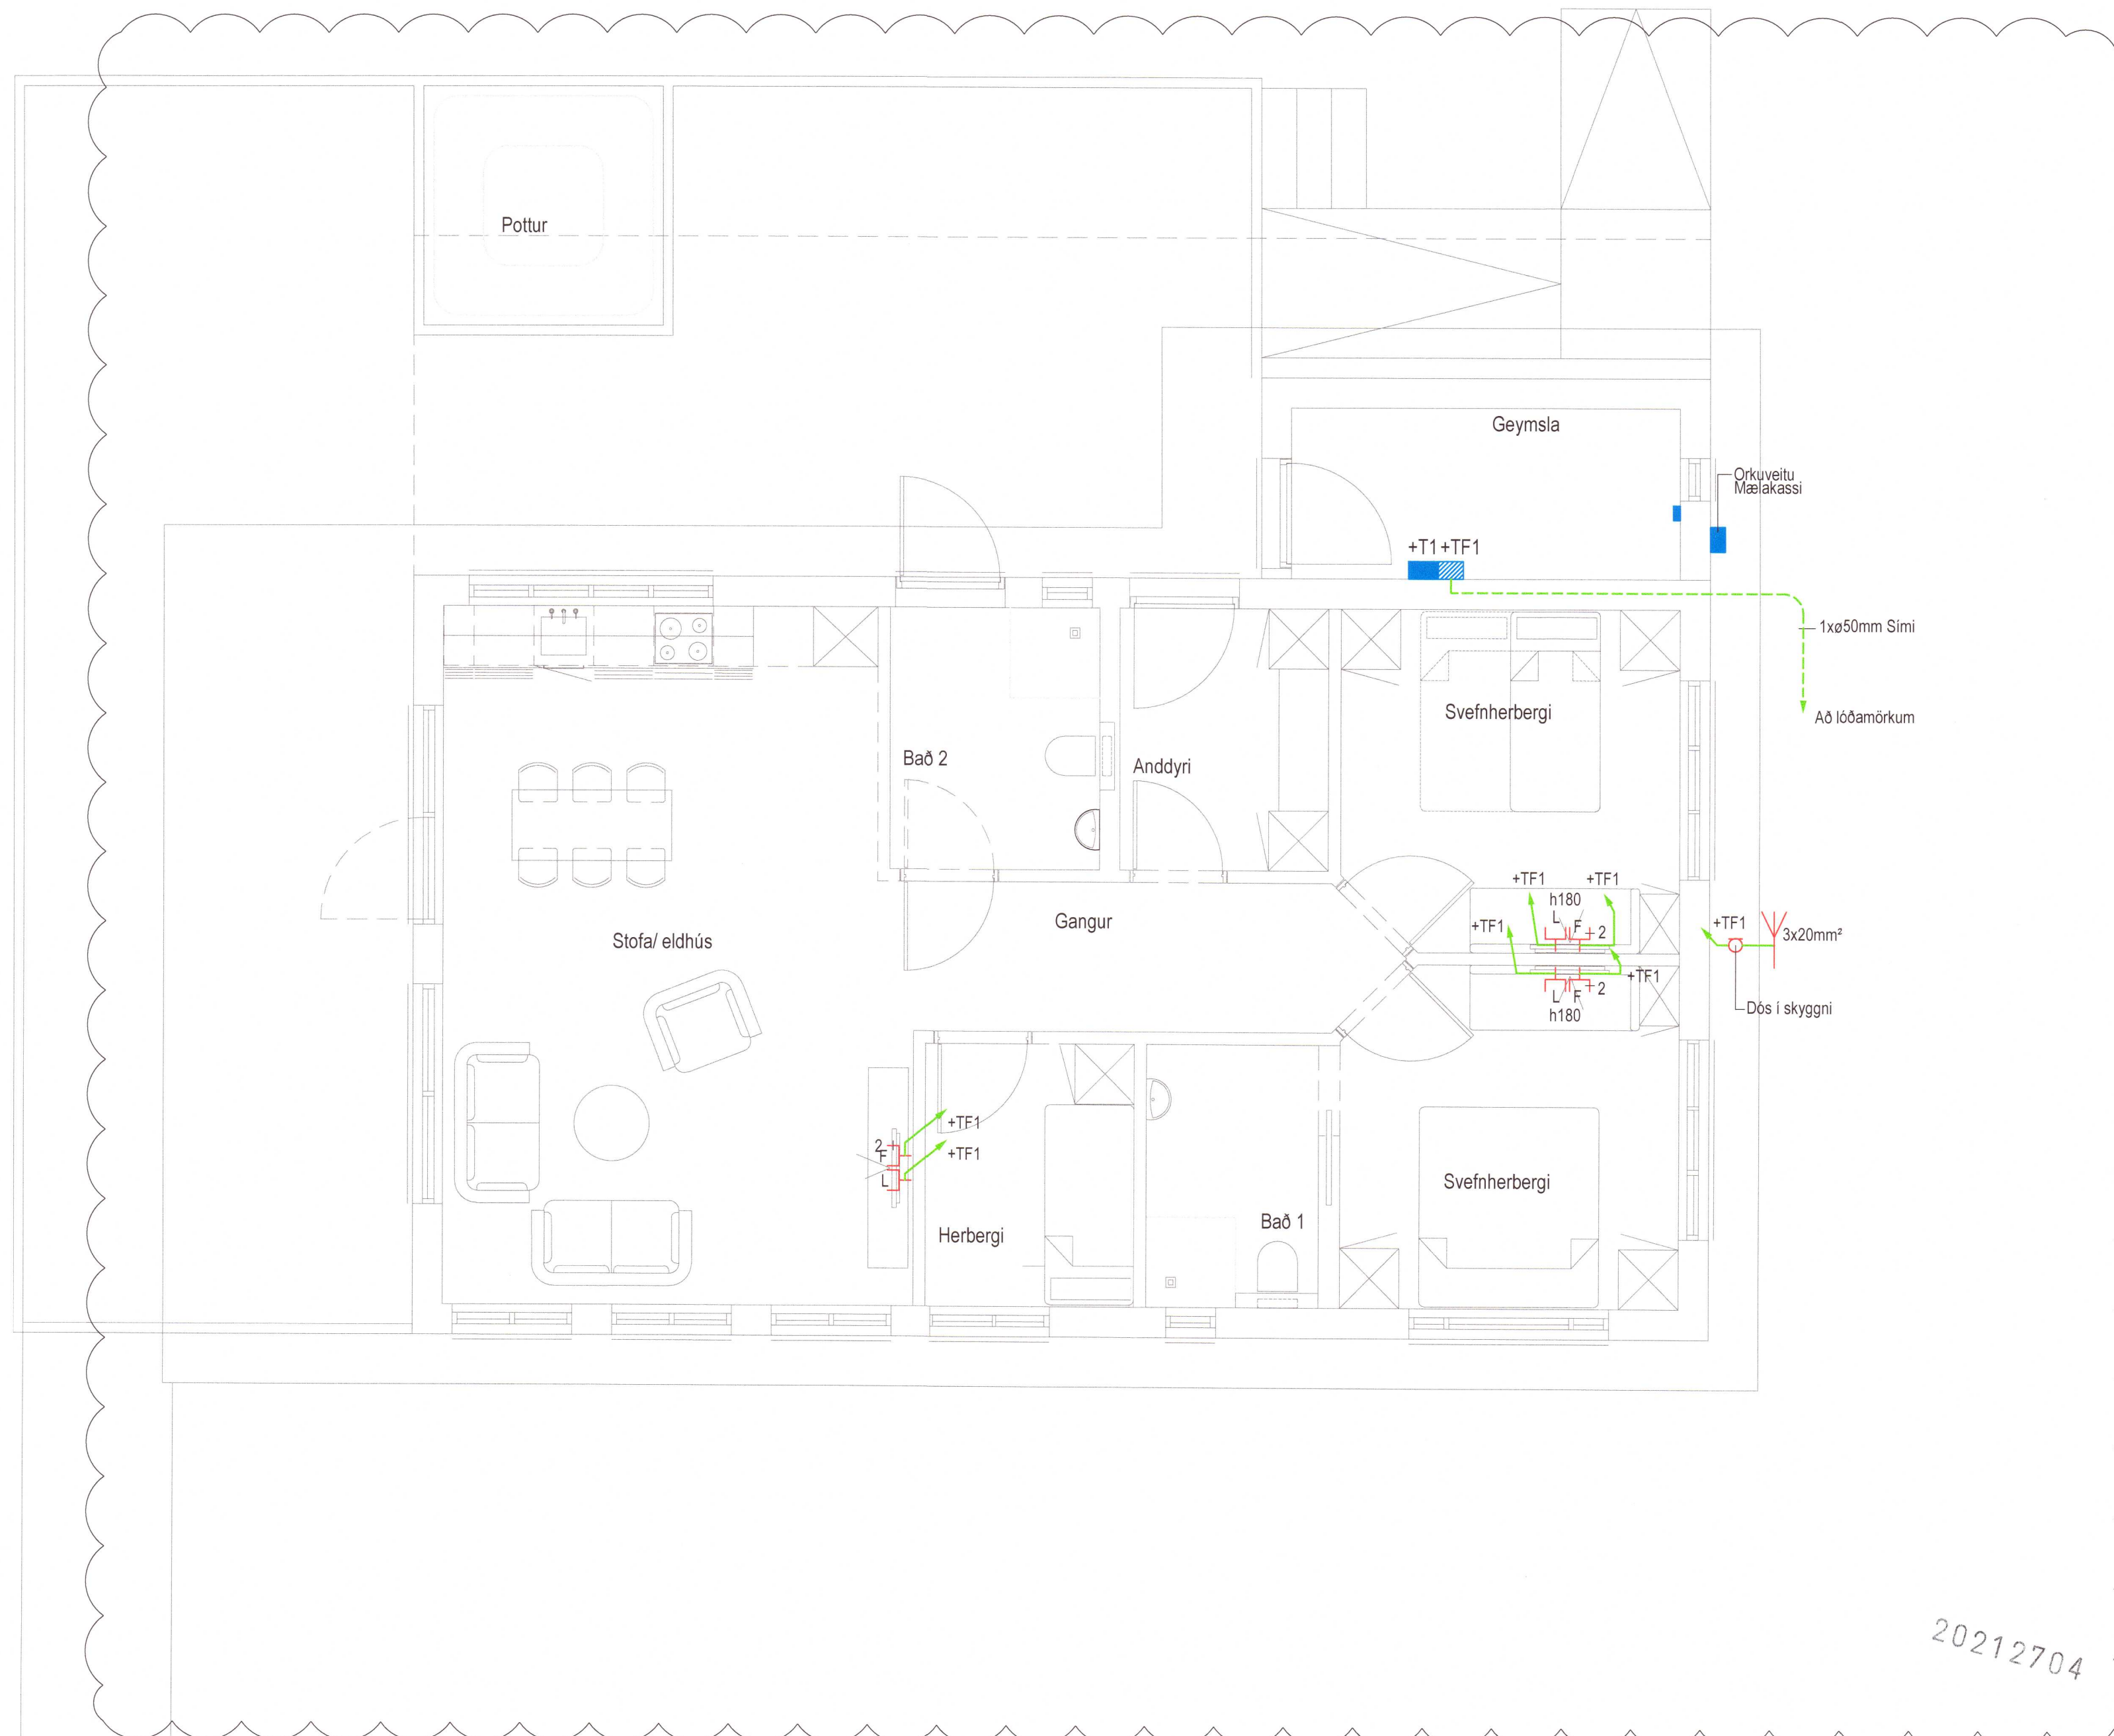 Pottur
Geymsla
Orkuveitu
Mælakassi
+T1 +TF1
1xø50mm Sími
Að lóðamörkum
Svefnherbergi
Bað 2
Anddyri
+TF1
+TF1
h180
L
F
2
+TF1
+TF1
3x20mm²
Gangur
Stofa/ eldhús
+TF1
L
F
2
h180
Dós í skyggni
+TF1
2
F
+TF1
L
Svefnherbergi
Bað 1
Herbergi
20212704